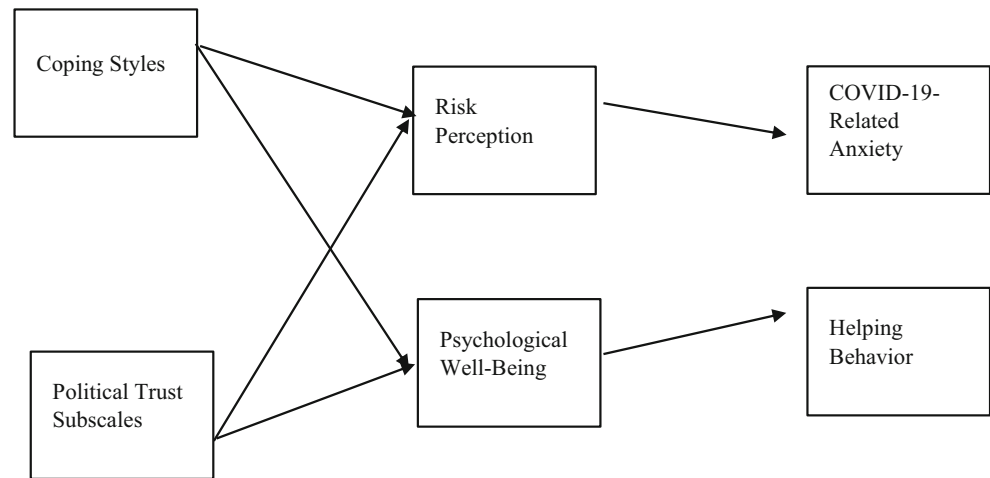 Coping Styles
Risk
Perception
COVID-19-
Related
Anxiety
Political Trust
Subscales
Psychological
Well-Being
Helping
Behavior